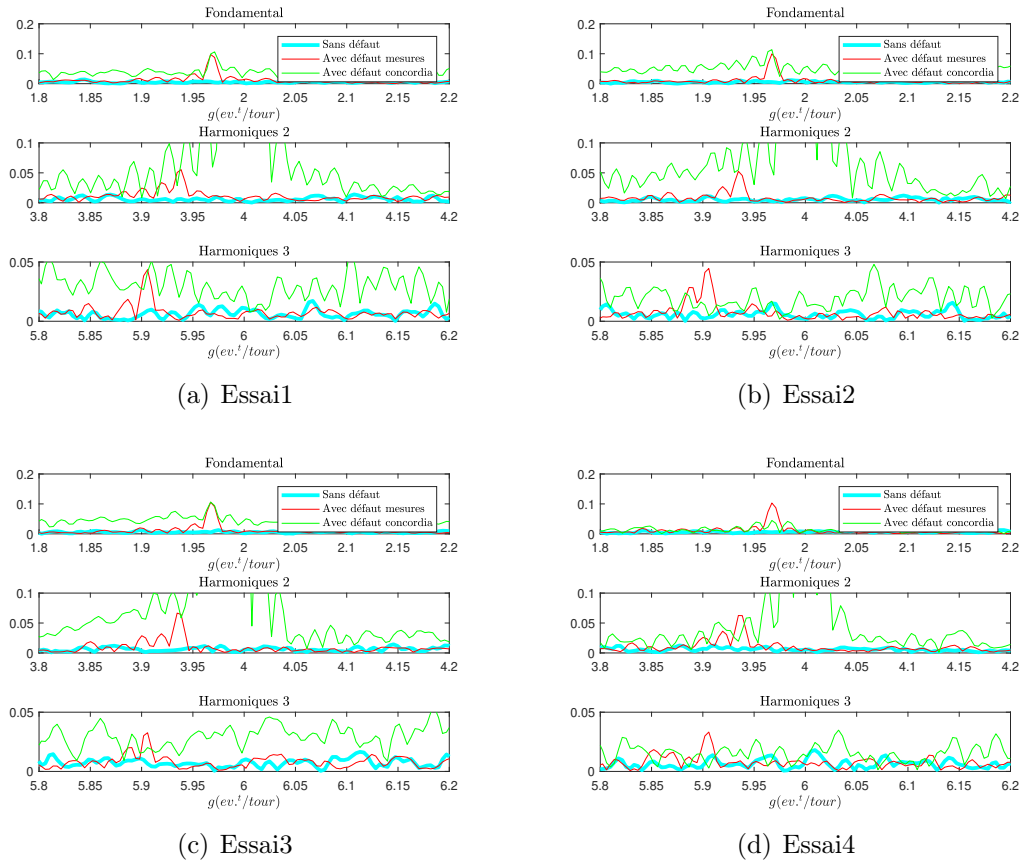 Fondamental
0.2
0.1
0
Sans défaut
Avec défaut mesures
Avec défaut concordia
1.8 1.85 1.9 1.95 2 2.05 2.1 2.15 2.2
g(ev.ᵗ/tour)
Harmoniques 2
0.1
0.05
0
3.8 3.85 3.9 3.95 4 4.05 4.1 4.15 4.2
Harmoniques 3
0.05
0
5.8 5.85 5.9 5.95 6 6.05 6.1 6.15 6.2
g(ev.ᵗ/tour)
(a) Essai1
Fondamental
0.2
0.1
0
Sans défaut
Avec défaut mesures
Avec défaut concordia
1.8 1.85 1.9 1.95 2 2.05 2.1 2.15 2.2
g(ev.ᵗ/tour)
Harmoniques 2
0.1
0.05
0
3.8 3.85 3.9 3.95 4 4.05 4.1 4.15 4.2
Harmoniques 3
0.05
0
5.8 5.85 5.9 5.95 6 6.05 6.1 6.15 6.2
g(ev.ᵗ/tour)
(b) Essai2
Fondamental
0.2
0.1
0
Sans défaut
Avec défaut mesures
Avec défaut concordia
1.8 1.85 1.9 1.95 2 2.05 2.1 2.15 2.2
g(ev.ᵗ/tour)
Harmoniques 2
0.1
0.05
0
3.8 3.85 3.9 3.95 4 4.05 4.1 4.15 4.2
Harmoniques 3
0.05
0
5.8 5.85 5.9 5.95 6 6.05 6.1 6.15 6.2
g(ev.ᵗ/tour)
(c) Essai3
Fondamental
0.2
0.1
0
Sans défaut
Avec défaut mesures
Avec défaut concordia
1.8 1.85 1.9 1.95 2 2.05 2.1 2.15 2.2
g(ev.ᵗ/tour)
Harmoniques 2
0.1
0.05
0
3.8 3.85 3.9 3.95 4 4.05 4.1 4.15 4.2
Harmoniques 3
0.05
0
5.8 5.85 5.9 5.95 6 6.05 6.1 6.15 6.2
g(ev.ᵗ/tour)
(d) Essai4